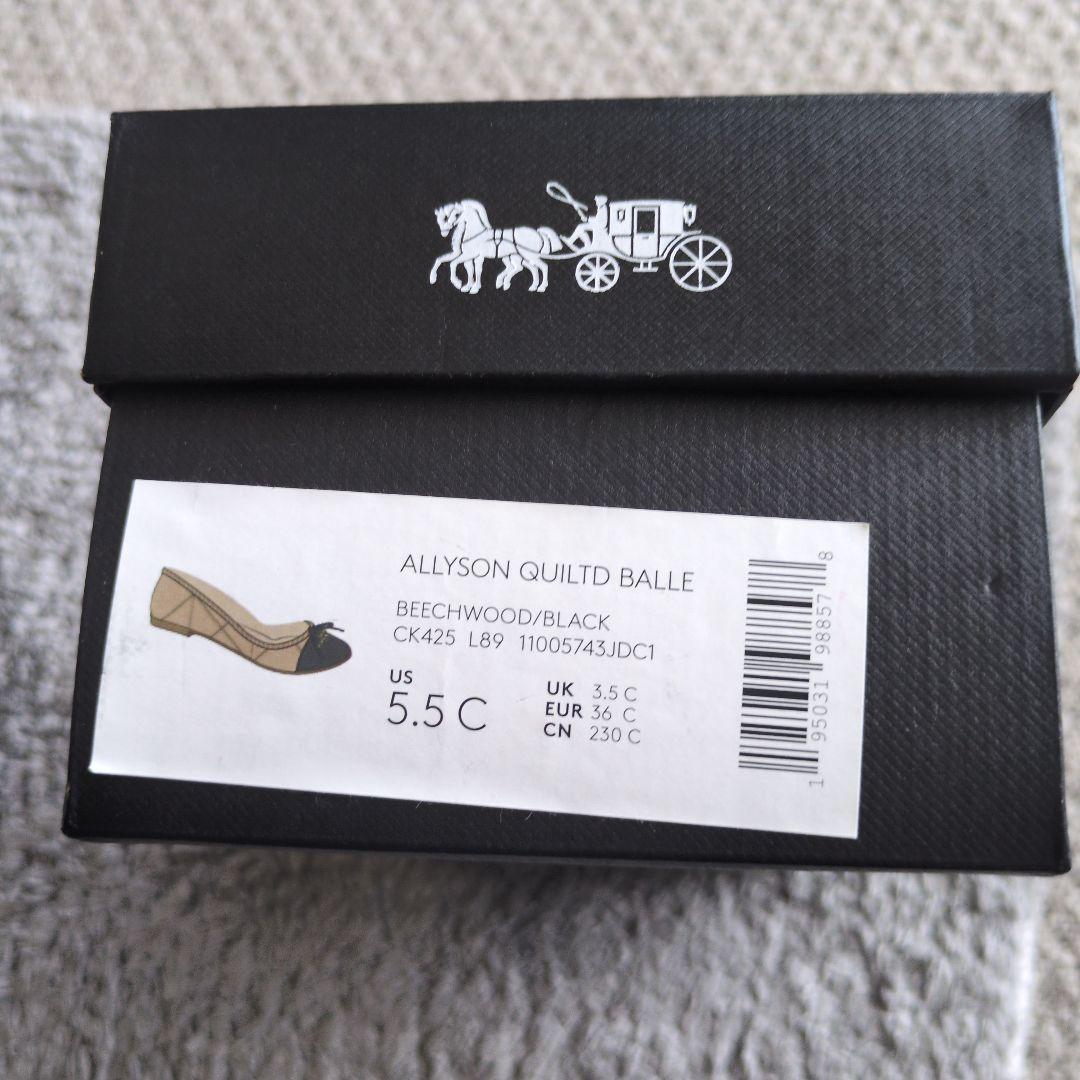 ALLYSON QUILTD BALLE
BEECHWOOD/BLACK
CK425 L89 11005743JDC1
US
5.5 C
UK 3.5 C
EUR 36 C
CN 230 C
1 95031 98857 8